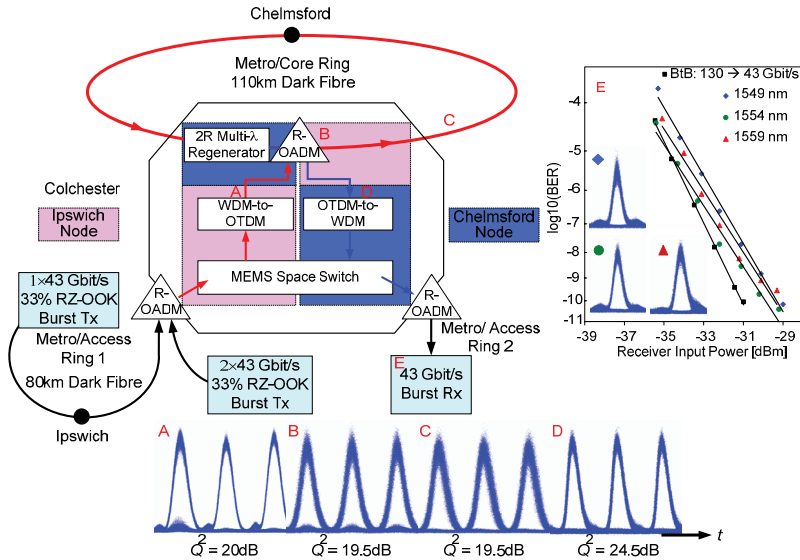 Chelmsford
Metro/Core Ring
110km Dark Fibre
C
2R Multi-λ
Regenerator
R-
OADM
B
Colchester
Ipswich
Node
A
D
WDM-to-
OTDM
OTDM-to-
WDM
Chelmsford
Node
MEMS Space Switch
1×43 Gbit/s
33% RZ-OOK
Burst Tx
R-
OADM
R-
OADM
Metro/Access
Ring 1
80km Dark Fibre
Ipswich
2×43 Gbit/s
33% RZ-OOK
Burst Tx
Metro/ Access
Ring 2
E
43 Gbit/s
Burst Rx
E
BtB: 130 → 43 Gbit/s
1549 nm
1554 nm
1559 nm
log10(BER)
-4
-5
-6
-7
-8
-9
-10
-11
-39
-37
-35
-33
-31
-29
Receiver Input Power [dBm]
A
B
C
D
t
Q² = 20dB
Q² = 19.5dB
Q² = 19.5dB
Q² = 24.5dB